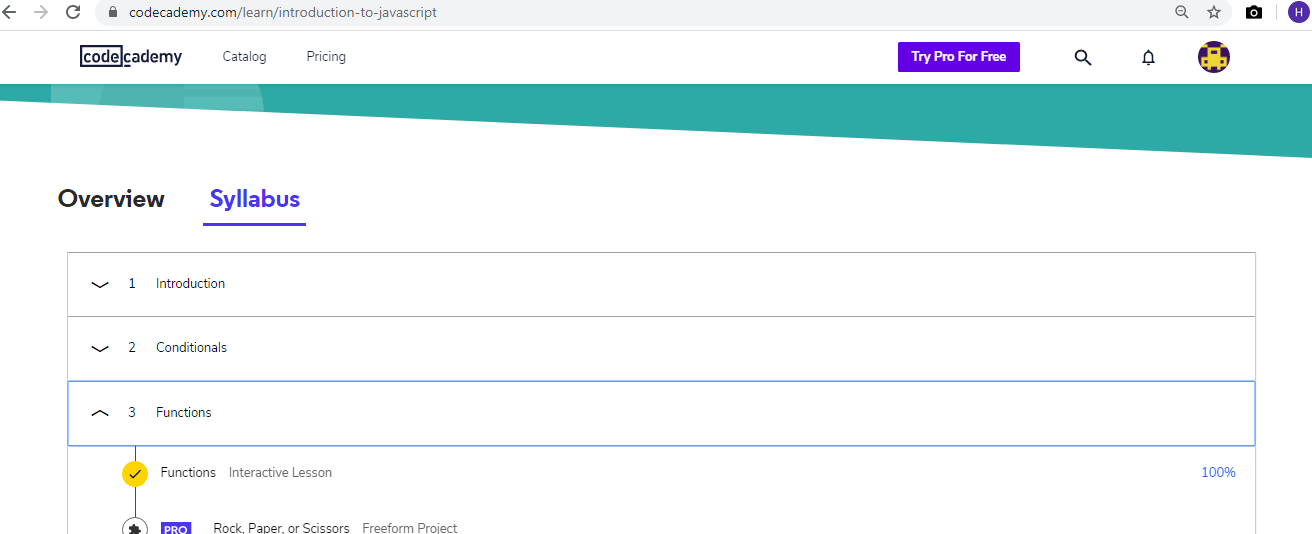 codecademy.com/learn/introduction-to-javascript
H
codecademy Catalog Pricing Try Pro For Free
Overview Syllabus
1 Introduction
2 Conditionals
3 Functions
Functions Interactive Lesson 100%
PRO Rock, Paper, or Scissors Freeform Project